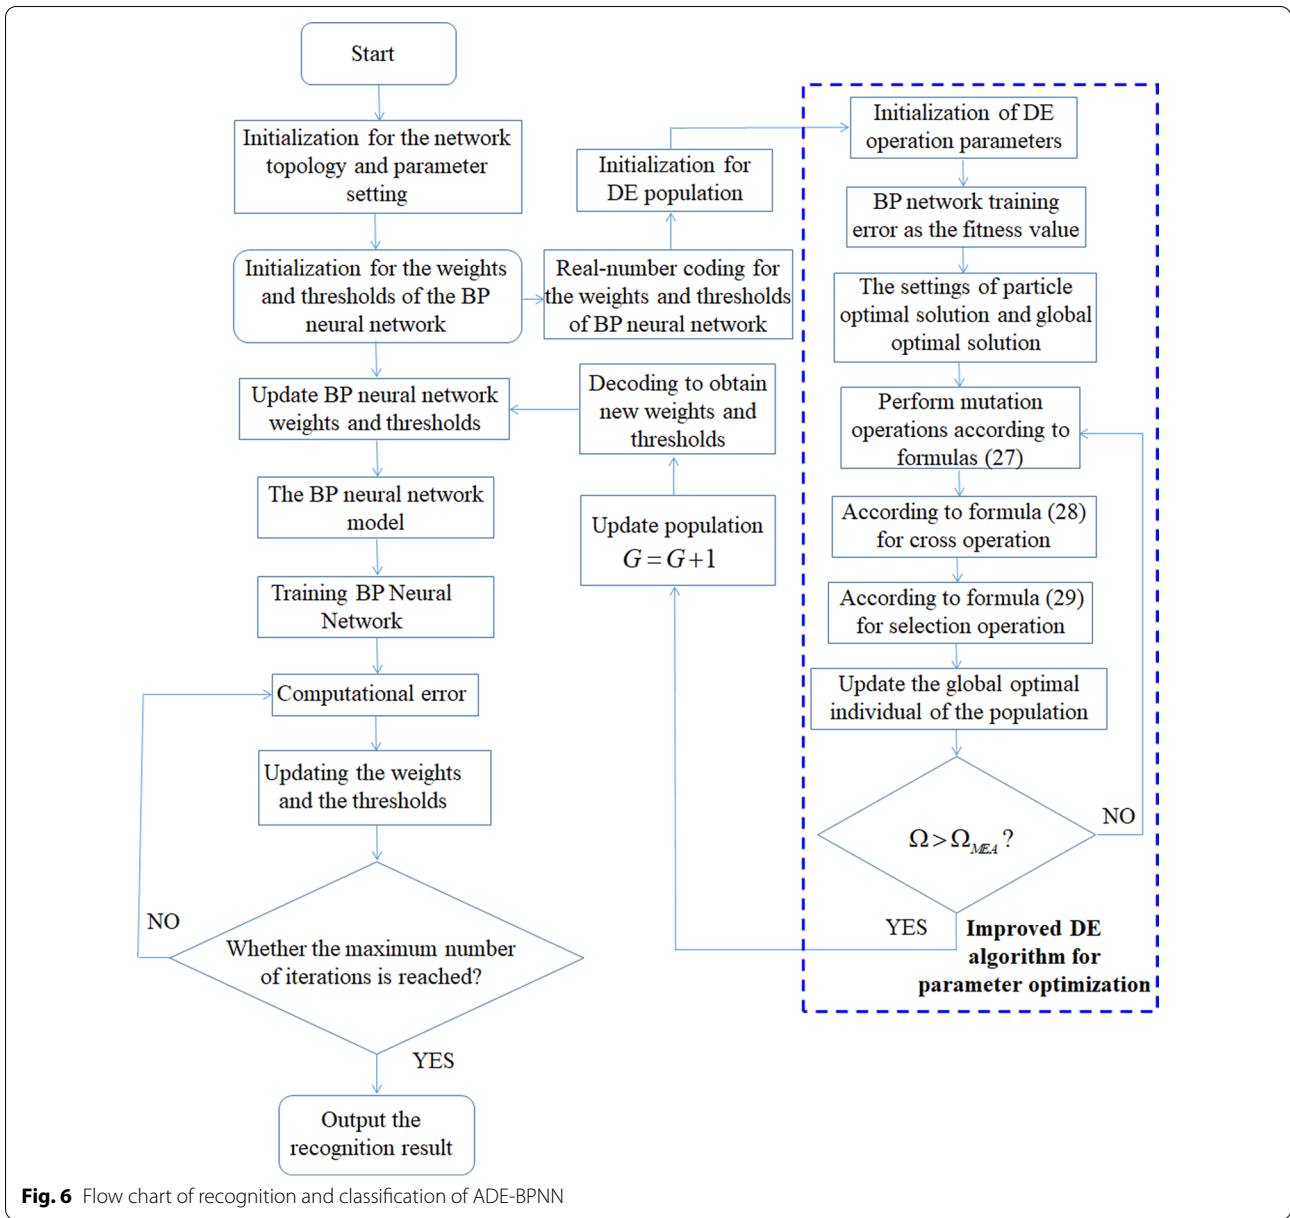 Start
Initialization for the network
topology and parameter
setting
Initialization for the weights
and thresholds of the BP
neural network
Real-number coding for
the weights and thresholds
of BP neural network
Initialization for
DE population
Initialization of DE
operation parameters
BP network training
error as the fitness value
The settings of particle
optimal solution and global
optimal solution
Perform mutation
operations according to
formulas (27)
According to formula (28)
for cross operation
According to formula (29)
for selection operation
Update the global optimal
individual of the population
Ω > Ω_MEA ?
NO
YES
Improved DE
algorithm for
parameter optimization
Update population
G = G+1
Decoding to obtain
new weights and
thresholds
Update BP neural network
weights and thresholds
The BP neural network
model
Training BP Neural
Network
Computational error
Updating the weights
and the thresholds
NO
Whether the maximum number
of iterations is reached?
YES
Output the
recognition result
Fig. 6 Flow chart of recognition and classification of ADE-BPNN